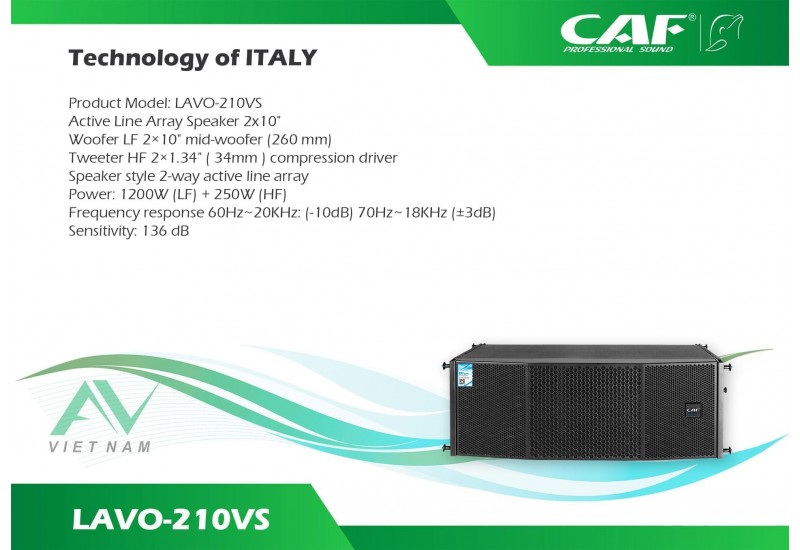 CAF®
PROFESSIONAL SOUND
Technology of ITALY
Product Model: LAVO-210VS
Active Line Array Speaker 2x10"
Woofer LF 2×10" mid-woofer (260 mm)
Tweeter HF 2×1.34" ( 34mm ) compression driver
Speaker style 2-way active line array
Power: 1200W (LF) + 250W (HF)
Frequency response 60Hz~20KHz: (-10dB) 70Hz~18KHz (±3dB)
Sensitivity: 136 dB
AV
VIET NAM
CAF
LAVO-210VS